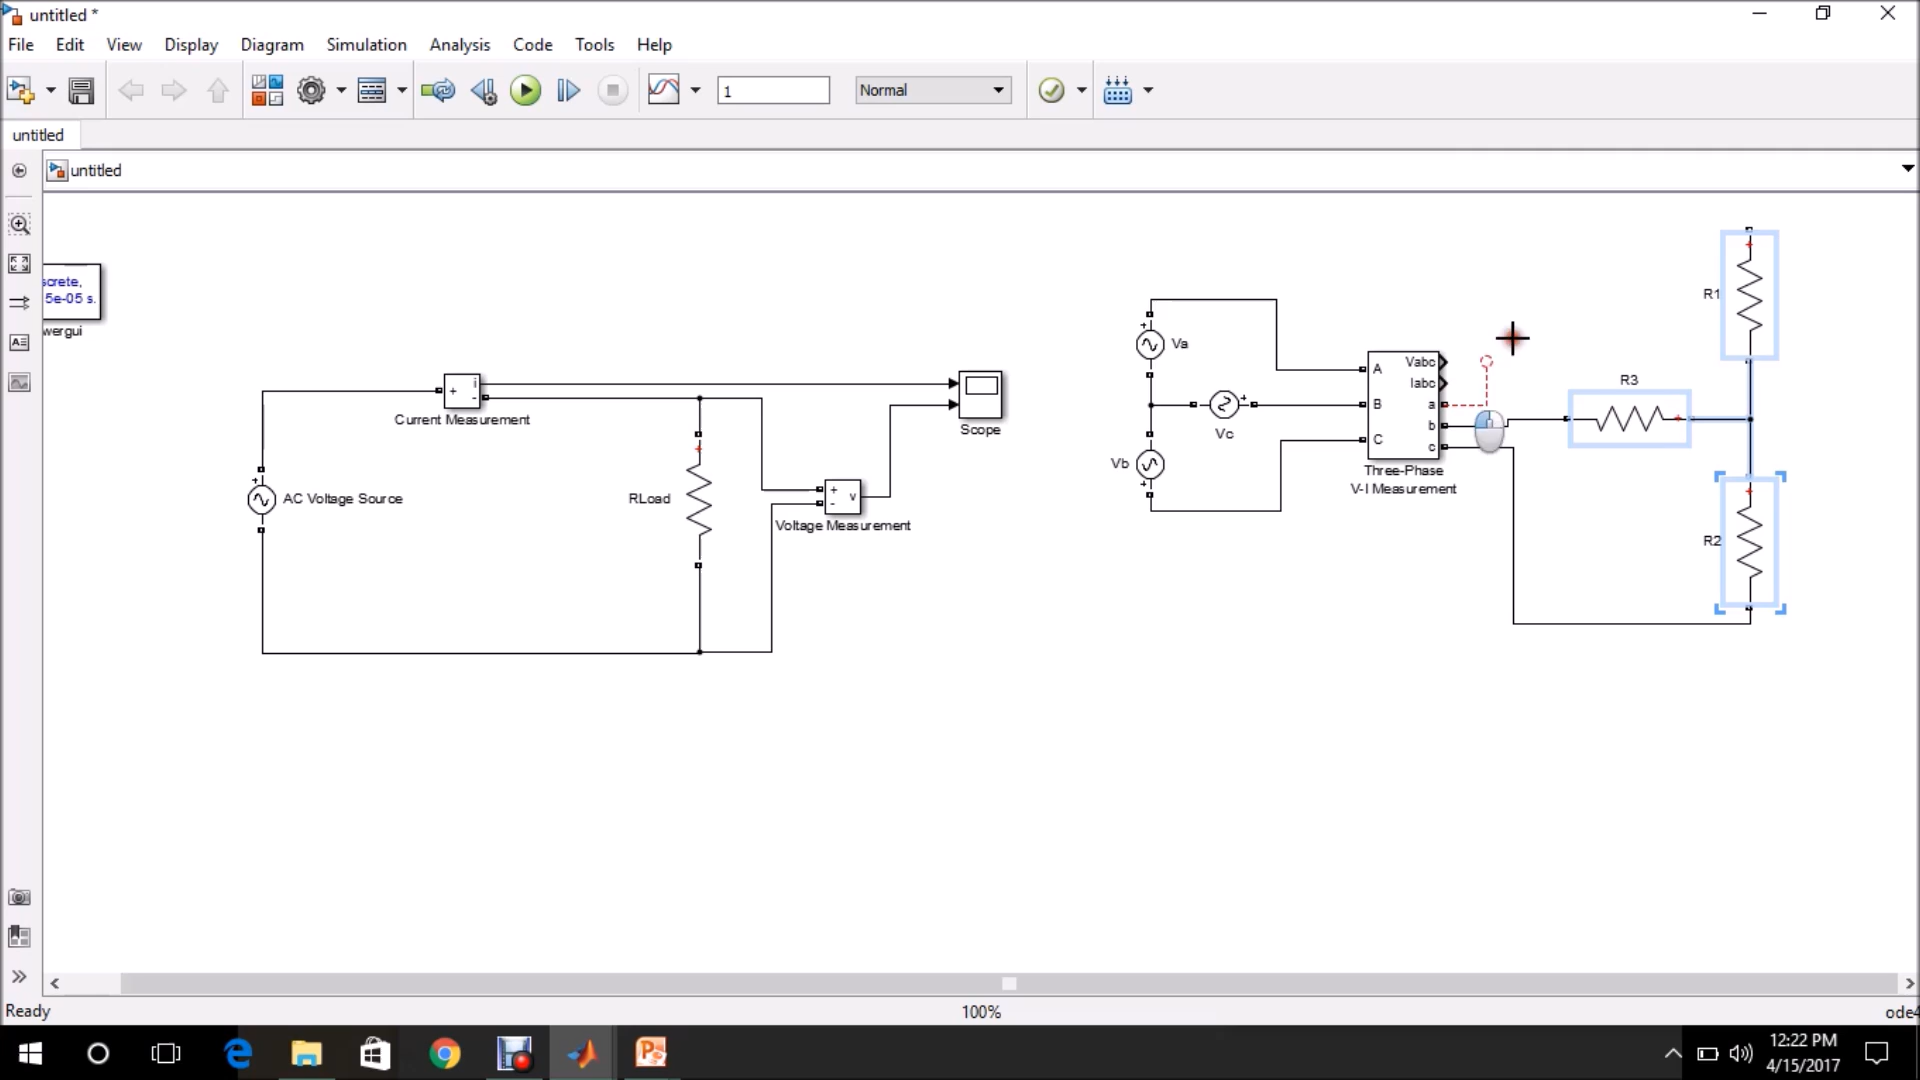 untitled *
File Edit View Display Diagram Simulation Analysis Code Tools Help
1
Normal
untitled
untitled
screte,
5e-05 s.
wergui
+
i
-
Current Measurement
Scope
+
AC Voltage Source
RLoad
+
+
-
v
Voltage Measurement
+
Va
+
Vc
Vb
+
A
B
C
Vabc
Iabc
a
b
c
Three-Phase
V-I Measurement
R1
+
R3
+
R2
+
Ready
100%
ode4
12:22 PM
4/15/2017